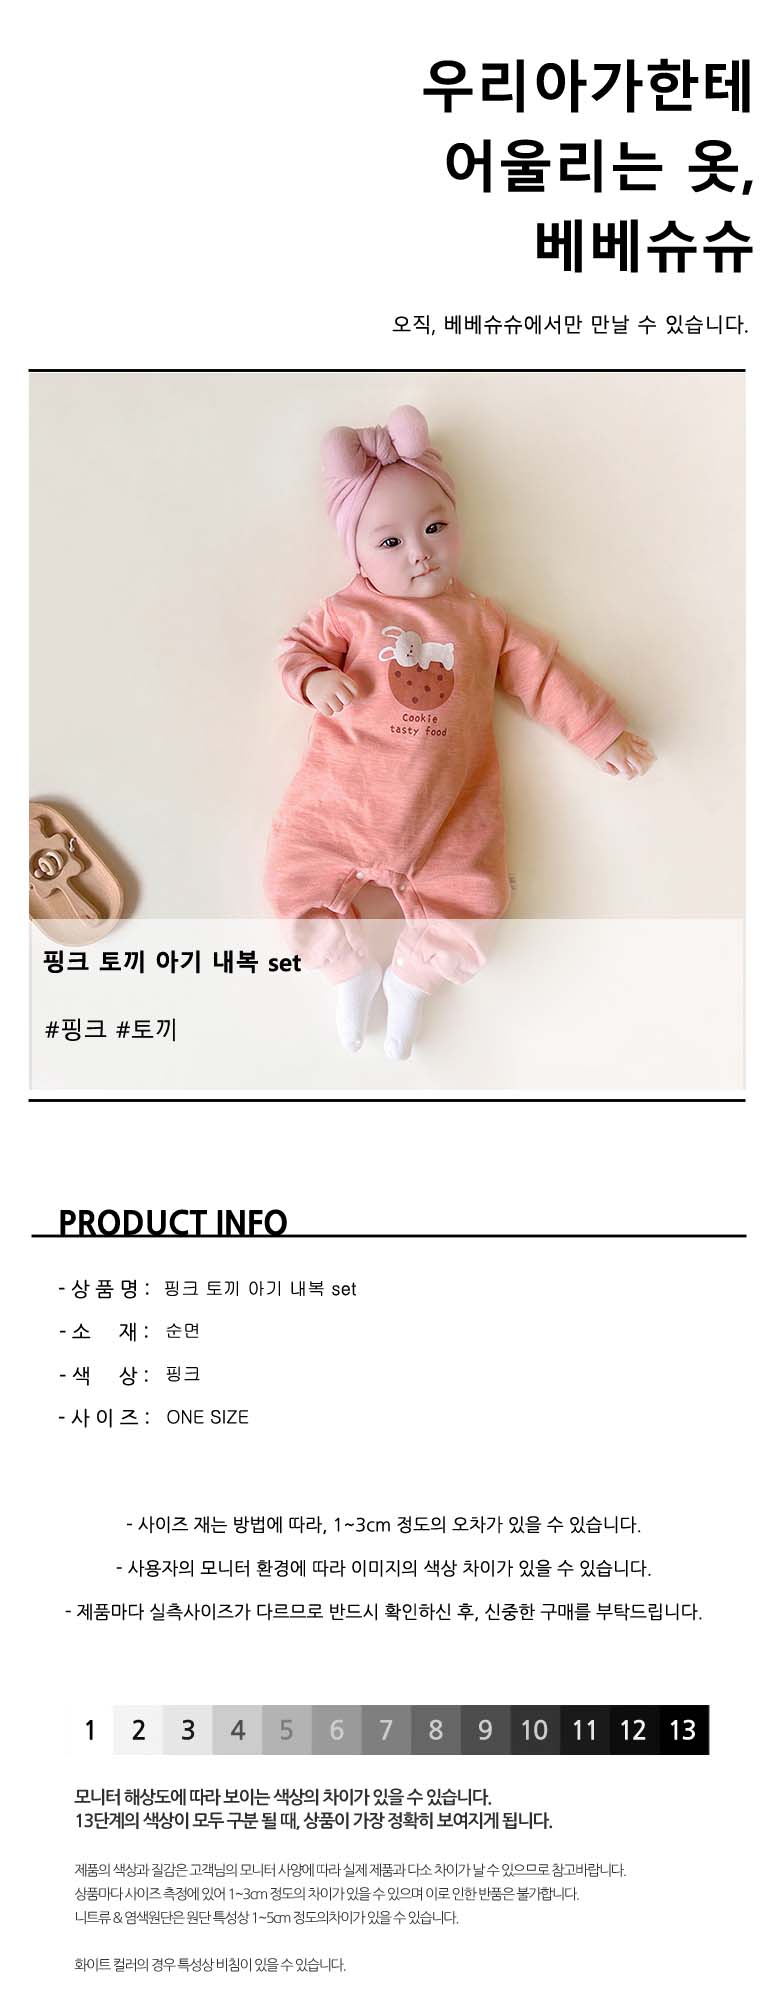 우리아가한테
어울리는 옷,
베베슈슈
오직, 베베슈슈에서만 만날 수 있습니다.
Cookie
tasty food
핑크 토끼 아기 내복 set
#핑크 #토끼
PRODUCT INFO
- 상 품 명 : 핑크 토끼 아기 내복 set
- 소 재 : 순면
- 색 상 : 핑크
- 사 이 즈 : ONE SIZE
- 사이즈 재는 방법에 따라, 1~3cm 정도의 오차가 있을 수 있습니다.
- 사용자의 모니터 환경에 따라 이미지의 색상 차이가 있을 수 있습니다.
- 제품마다 실측사이즈가 다르므로 반드시 확인하신 후, 신중한 구매를 부탁드립니다.
1 2 3 4 5 6 7 8 9 10 11 12 13
모니터 해상도에 따라 보이는 색상의 차이가 있을 수 있습니다.
13단계의 색상이 모두 구분 될 때, 상품이 가장 정확히 보여지게 됩니다.
제품의 색상과 질감은 고객님의 모니터 사양에 따라 실제 제품과 다소 차이가 날 수 있으므로 참고바랍니다.
상품마다 사이즈 측정에 있어 1~3cm 정도의 차이가 있을 수 있으며 이로 인한 반품은 불가합니다.
니트류 & 염색원단은 원단 특성상 1~5cm 정도의차이가 있을 수 있습니다.
화이트 컬러의 경우 특성상 비침이 있을 수 있습니다.